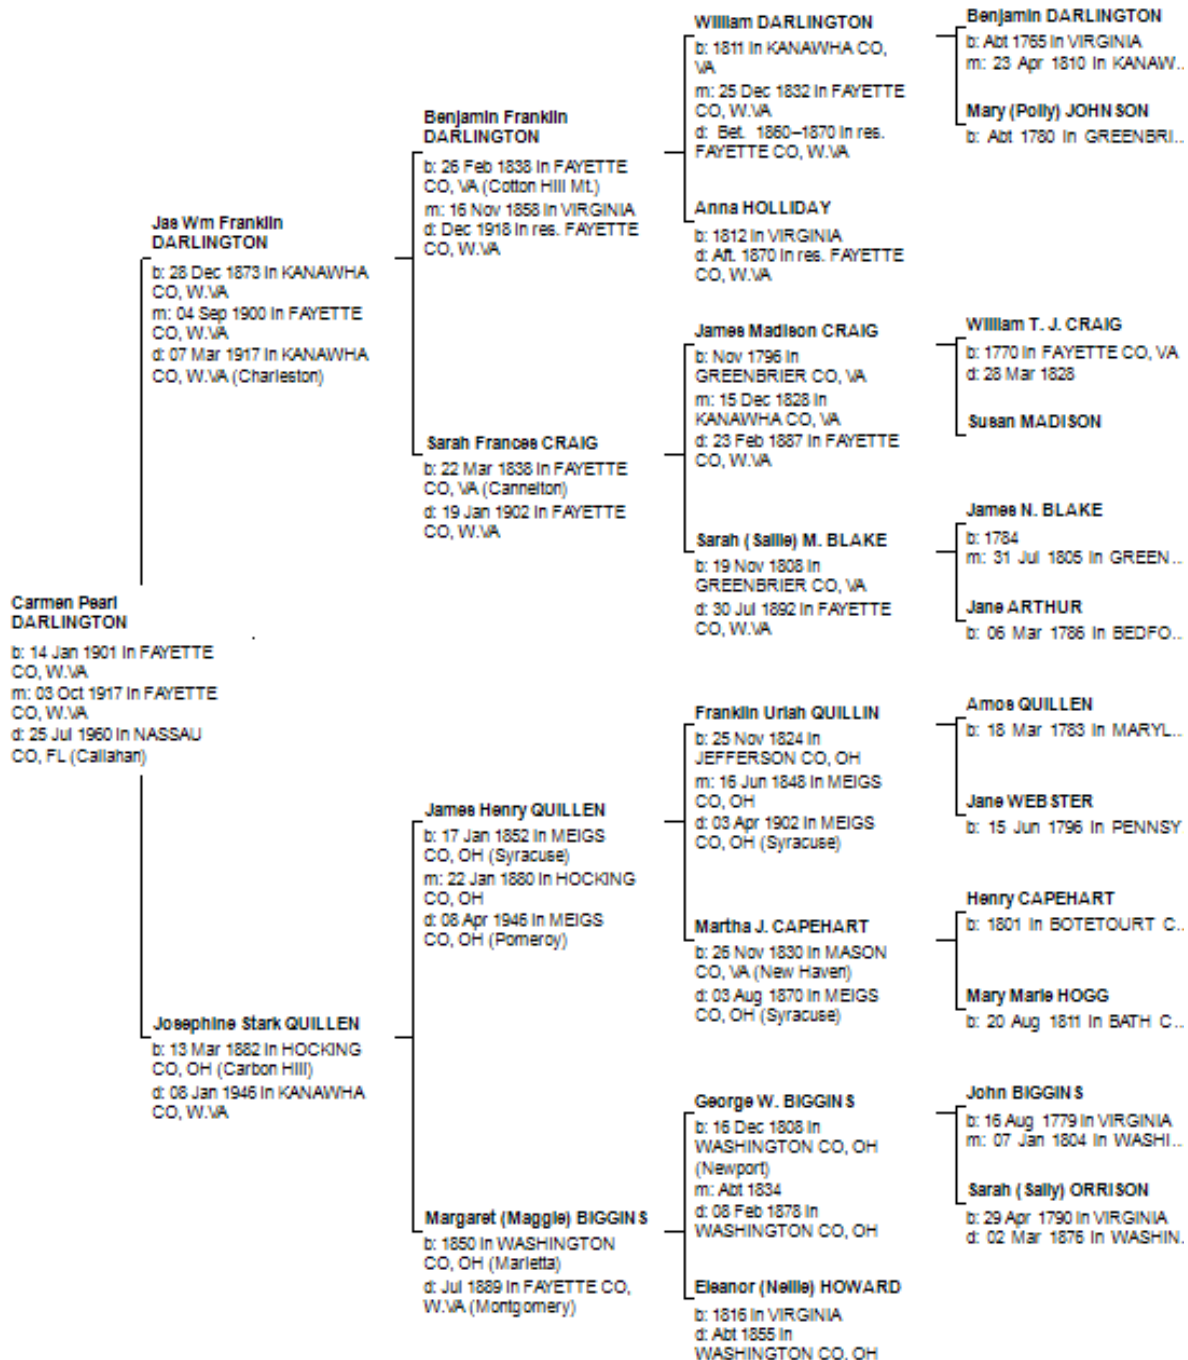 Carmen Pearl
DARLINGTON
b: 14 Jan 1901 in FAYETTE
CO, W.VA
m: 03 Oct 1917 in FAYETTE
CO, W.VA
d: 25 Jul 1960 in NASSAU
CO, FL (Callahan)
Jas Wm Franklin
DARLINGTON
b: 28 Dec 1873 in KANAWHA
CO, W.VA
m: 04 Sep 1900 in FAYETTE
CO, W.VA
d: 07 Mar 1917 in KANAWHA
CO, W.VA (Charleston)
Josephine Stark QUILLEN
b: 13 Mar 1882 in HOCKING
CO, OH (Carbon Hill)
d: 08 Jan 1946 in KANAWHA
CO, W.VA
Benjamin Franklin
DARLINGTON
b: 26 Feb 1838 in FAYETTE
CO, VA (Cotton Hill Mt.)
m: 16 Nov 1858 in VIRGINIA
d: Dec 1918 in res. FAYETTE
CO, W.VA
Sarah Frances CRAIG
b: 22 Mar 1838 in FAYETTE
CO, VA (Cannelton)
d: 19 Jan 1902 in FAYETTE
CO, W.VA
James Henry QUILLEN
b: 17 Jan 1852 in MEIGS
CO, OH (Syracuse)
m: 22 Jan 1880 in HOCKING
CO, OH
d: 08 Apr 1946 in MEIGS
CO, OH (Pomeroy)
Margaret (Maggie) BIGGINS
b: 1850 in WASHINGTON
CO, OH (Marietta)
d: Jul 1889 in FAYETTE CO,
W.VA (Montgomery)
William DARLINGTON
b: 1811 in KANAWHA CO,
VA
m: 25 Dec 1832 in FAYETTE
CO, W.VA
d: Bet. 1860–1870 in res.
FAYETTE CO, W.VA
Anna HOLLIDAY
b: 1812 in VIRGINIA
d: Aft. 1870 in res. FAYETTE
CO, W.VA
James Madison CRAIG
b: Nov 1796 in
GREENBRIER CO, VA
m: 15 Dec 1828 in
KANAWHA CO, VA
d: 23 Feb 1887 in FAYETTE
CO, W.VA
Sarah (Sallie) M. BLAKE
b: 19 Nov 1808 in
GREENBRIER CO, VA
d: 30 Jul 1892 in FAYETTE
CO, W.VA
Franklin Uriah QUILLIN
b: 25 Nov 1824 in
JEFFERSON CO, OH
m: 16 Jun 1848 in MEIGS
CO, OH
d: 03 Apr 1902 in MEIGS
CO, OH (Syracuse)
Martha J. CAPEHART
b: 26 Nov 1830 in MASON
CO, VA (New Haven)
d: 03 Aug 1870 in MEIGS
CO, OH (Syracuse)
George W. BIGGINS
b: 16 Dec 1808 in
WASHINGTON CO, OH
(Newport)
m: Abt 1834
d: 08 Feb 1878 in
WASHINGTON CO, OH
Eleanor (Nellie) HOWARD
b: 1816 in VIRGINIA
d: Abt 1855 in
WASHINGTON CO, OH
Benjamin DARLINGTON
b: Abt 1765 in VIRGINIA
m: 23 Apr 1810 in KANAW...
Mary (Polly) JOHNSON
b: Abt 1780 in GREENBRI...
William T. J. CRAIG
b: 1770 in FAYETTE CO, VA
d: 28 Mar 1828
Susan MADISON
James N. BLAKE
b: 1784
m: 31 Jul 1805 in GREEN...
Jane ARTHUR
b: 06 Mar 1786 in BEDFO...
Amos QUILLEN
b: 18 Mar 1783 in MARYL...
Jane WEBSTER
b: 15 Jun 1796 in PENNSY
Henry CAPEHART
b: 1801 in BOTETOURT C...
Mary Marie HOGG
b: 20 Aug 1811 in BATH C...
John BIGGINS
b: 16 Aug 1779 in VIRGINIA
m: 07 Jan 1804 in WASHI...
Sarah (Sally) ORRISON
b: 29 Apr 1790 in VIRGINIA
d: 02 Mar 1876 in WASHIN...